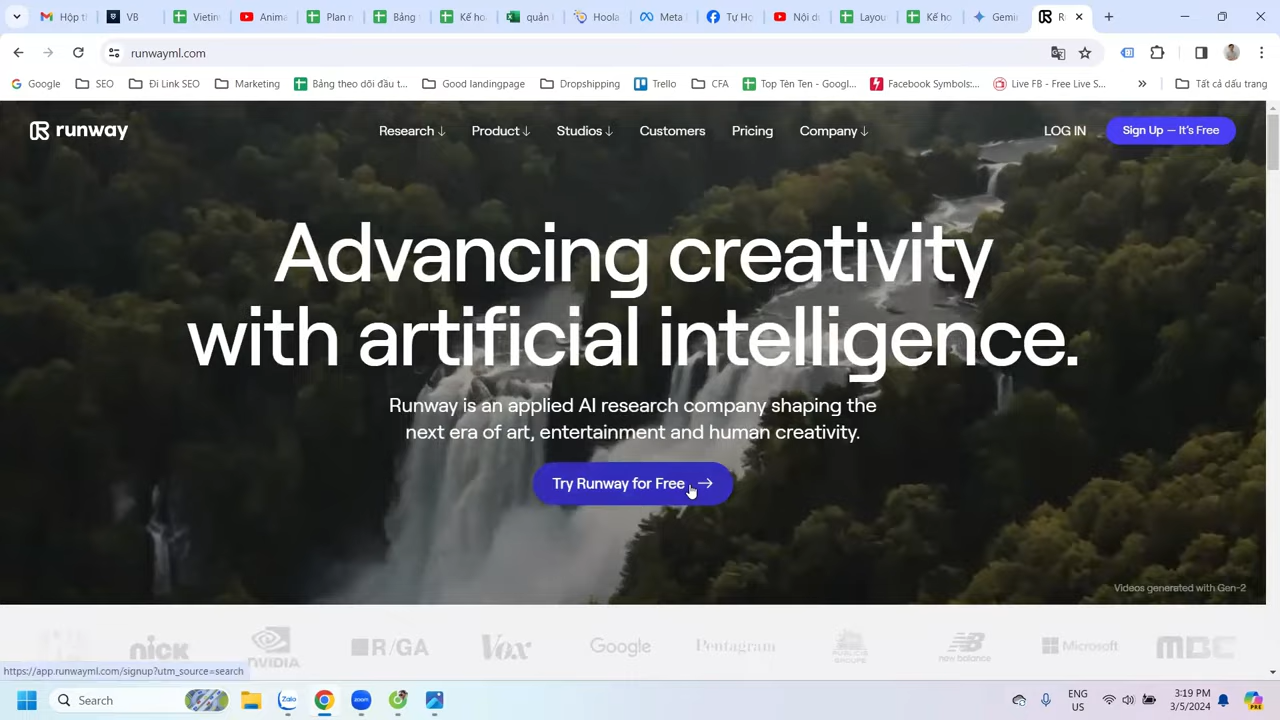 Hộp t
VB
Vietin
Anima
Plan n
Bảng
Kế ho
quản
Hoola
Meta
Tự Họ
Nội du
Layou
Kế ho
Gemi
R
runwayml.com
Google
SEO
Đi Link SEO
Marketing
Bảng theo dõi đầu t...
Good landingpage
Dropshipping
Trello
CFA
Top Tên Ten - Googl...
Facebook Symbols:...
Live FB - Free Live S...
»
Tất cả dấu trang
runway
Research ↓
Product ↓
Studios ↓
Customers
Pricing
Company ↓
LOG IN
Sign Up — It's Free
Advancing creativity
with artificial intelligence.
Runway is an applied AI research company shaping the
next era of art, entertainment and human creativity.
Try Runway for Free →
Videos generated with Gen-2
nick
NVIDIA
R/GA
Vox
Google
Pentagram
PUBLICIS
GROUPE
new balance
Microsoft
MBC
https://app.runwayml.com/signup?utm_source=search
Search
Zalo
zoom
ENG
US
3:19 PM
3/5/2024
PRE